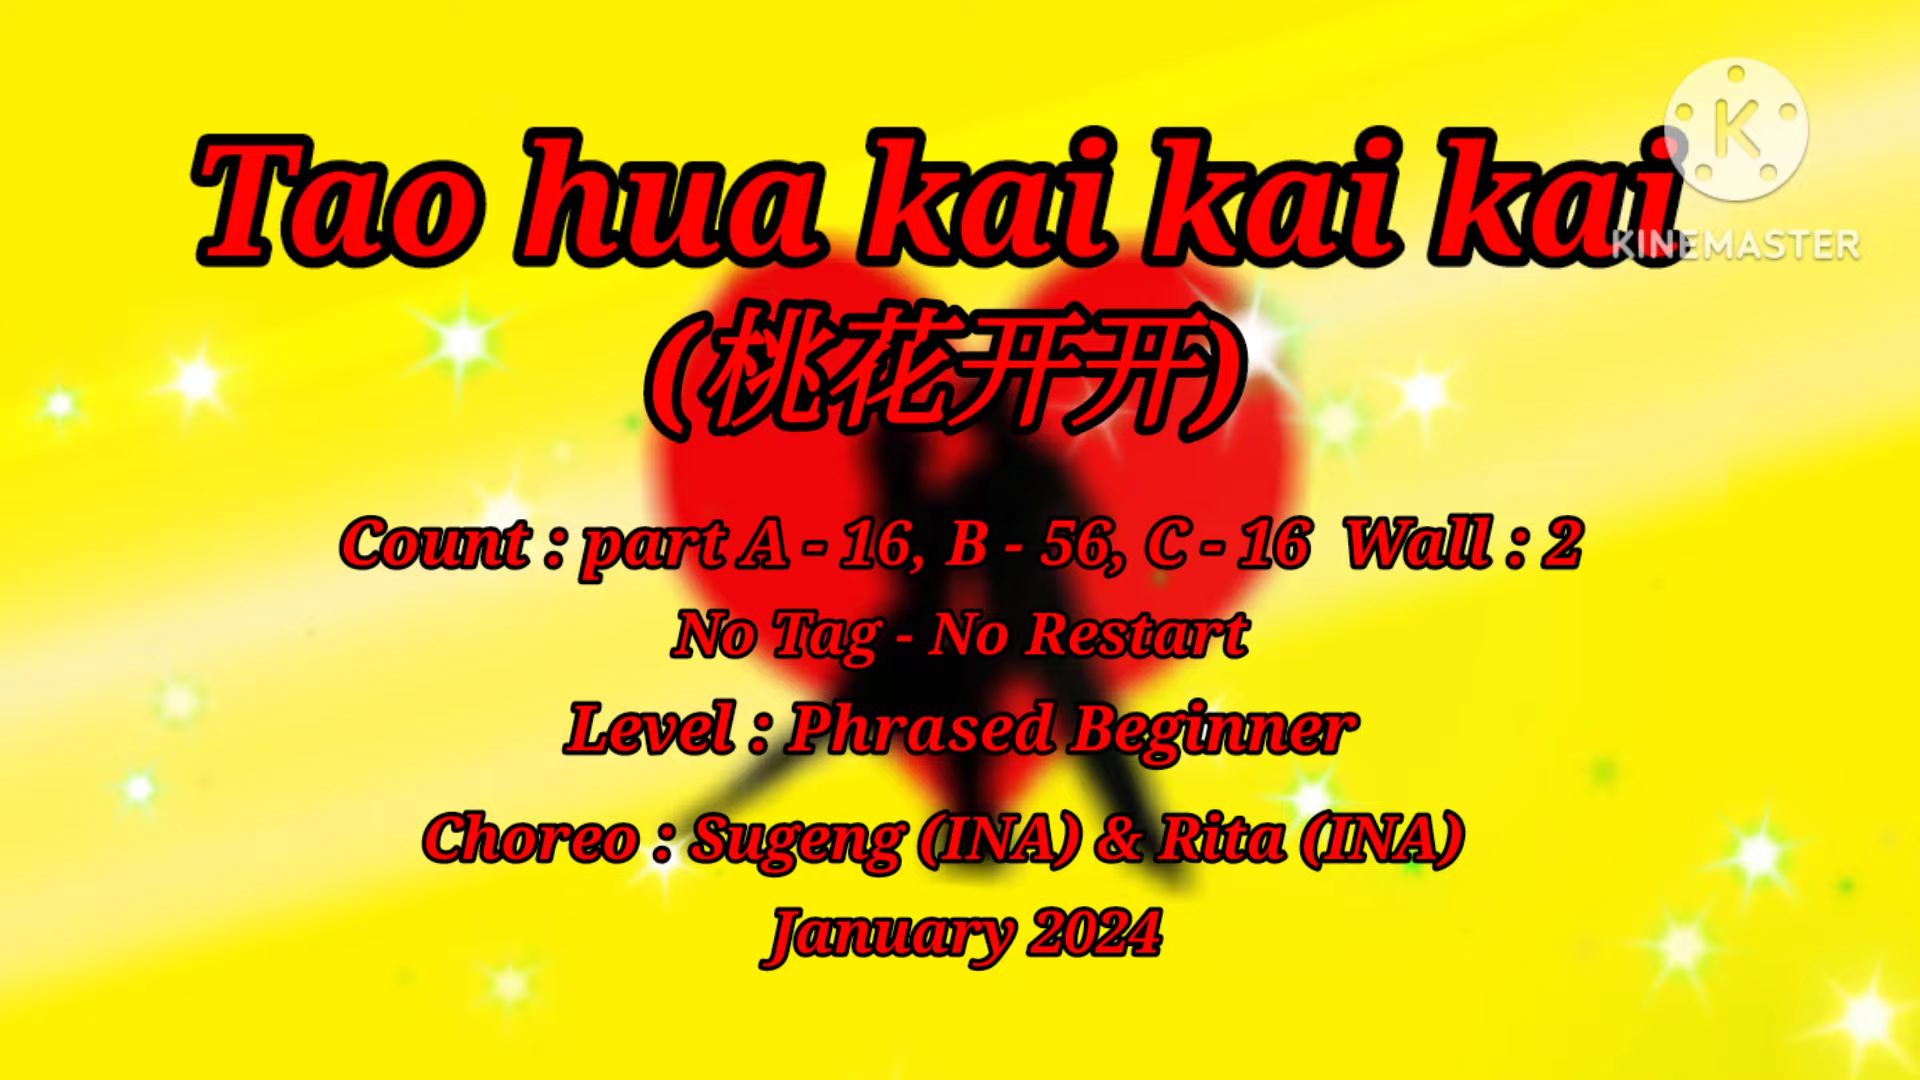 Tao hua kai kai kai
(桃花开开)
Count : part A - 16, B - 56, C - 16 Wall : 2
No Tag - No Restart
Level : Phrased Beginner
Choreo : Sugeng (INA) & Rita (INA)
January 2024
K
KINEMASTER